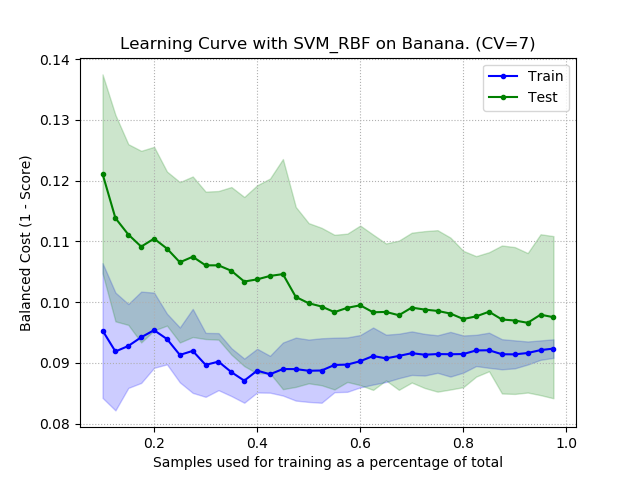 Learning Curve with SVM_RBF on Banana. (CV=7)
Balanced Cost (1 - Score)
0.14
0.13
0.12
0.11
0.10
0.09
0.08
Train
Test
0.2 0.4 0.6 0.8 1.0
Samples used for training as a percentage of total